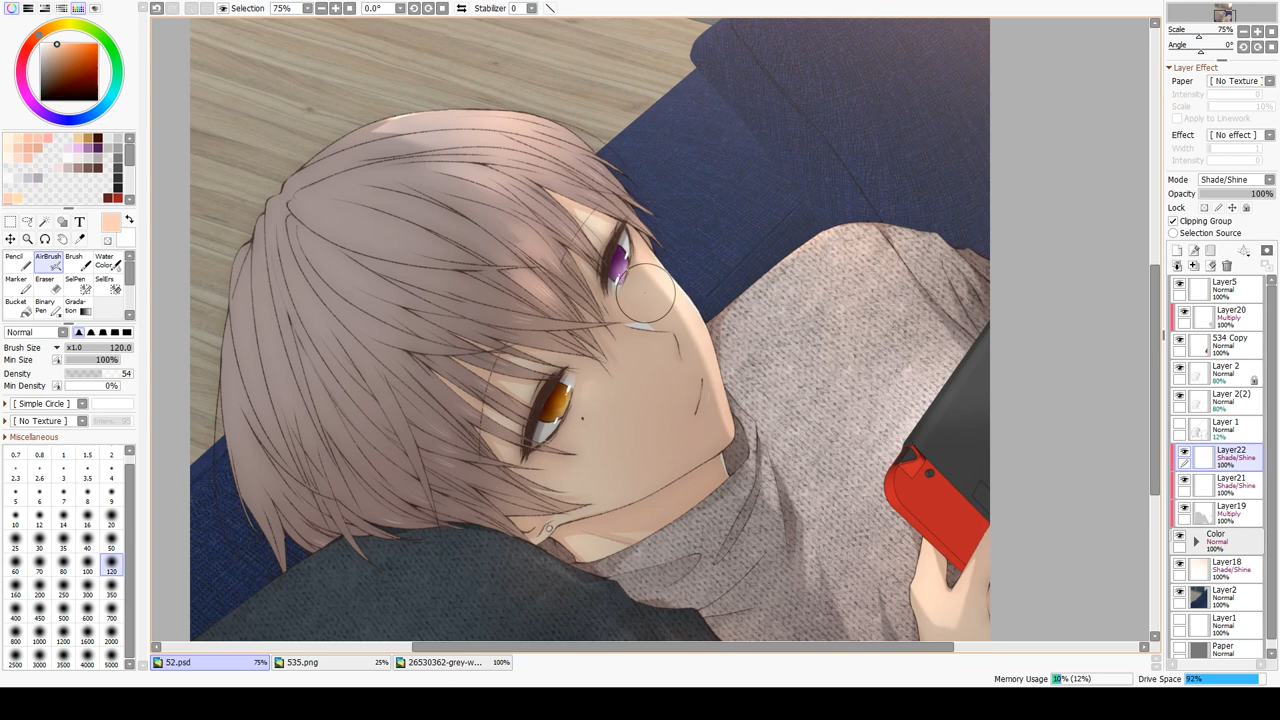 Selection 75% 0.0° Stabilizer 0
Scale 75%
Angle 0°
Layer Effect
Paper [ No Texture ]
Intensity 0
Scale 10%
Apply to Linework
Effect [ No effect ]
Width 1
Intensity 0
Mode Shade/Shine
Opacity 100%
Lock
Clipping Group
Selection Source
T
Pencil AirBrush Brush Water Color
Marker Eraser SelPen SelErs
Bucket Binary Pen Grada-tion
Normal
Brush Size x1.0 120.0
Min Size 100%
Density 54
Min Density 0%
[ Simple Circle ]
[ No Texture ]
Miscellaneous
0.7 0.8 1 1.5 2
2.3 2.6 3 3.5 4
5 6 7 8 9
10 12 14 16 20
25 30 35 40 50
60 70 80 100 120
160 200 250 300 350
400 450 500 600 700
800 1000 1200 1600 2000
2500 3000 3500 4000 5000
Layer5
Normal
100%
Layer20
Multiply
100%
534 Copy
Normal
100%
Layer 2
Normal
80%
Layer 2(2)
Normal
80%
Layer 1
Normal
12%
Layer22
Shade/Shine
100%
Layer21
Shade/Shine
100%
Layer19
Multiply
100%
Color
Normal
100%
Layer18
Shade/Shine
100%
Layer2
Normal
100%
Layer1
Normal
100%
Paper
Normal
52.psd 75% 535.png 25% 26530362-grey-w... 100%
Memory Usage 10% (12%) Drive Space 92%